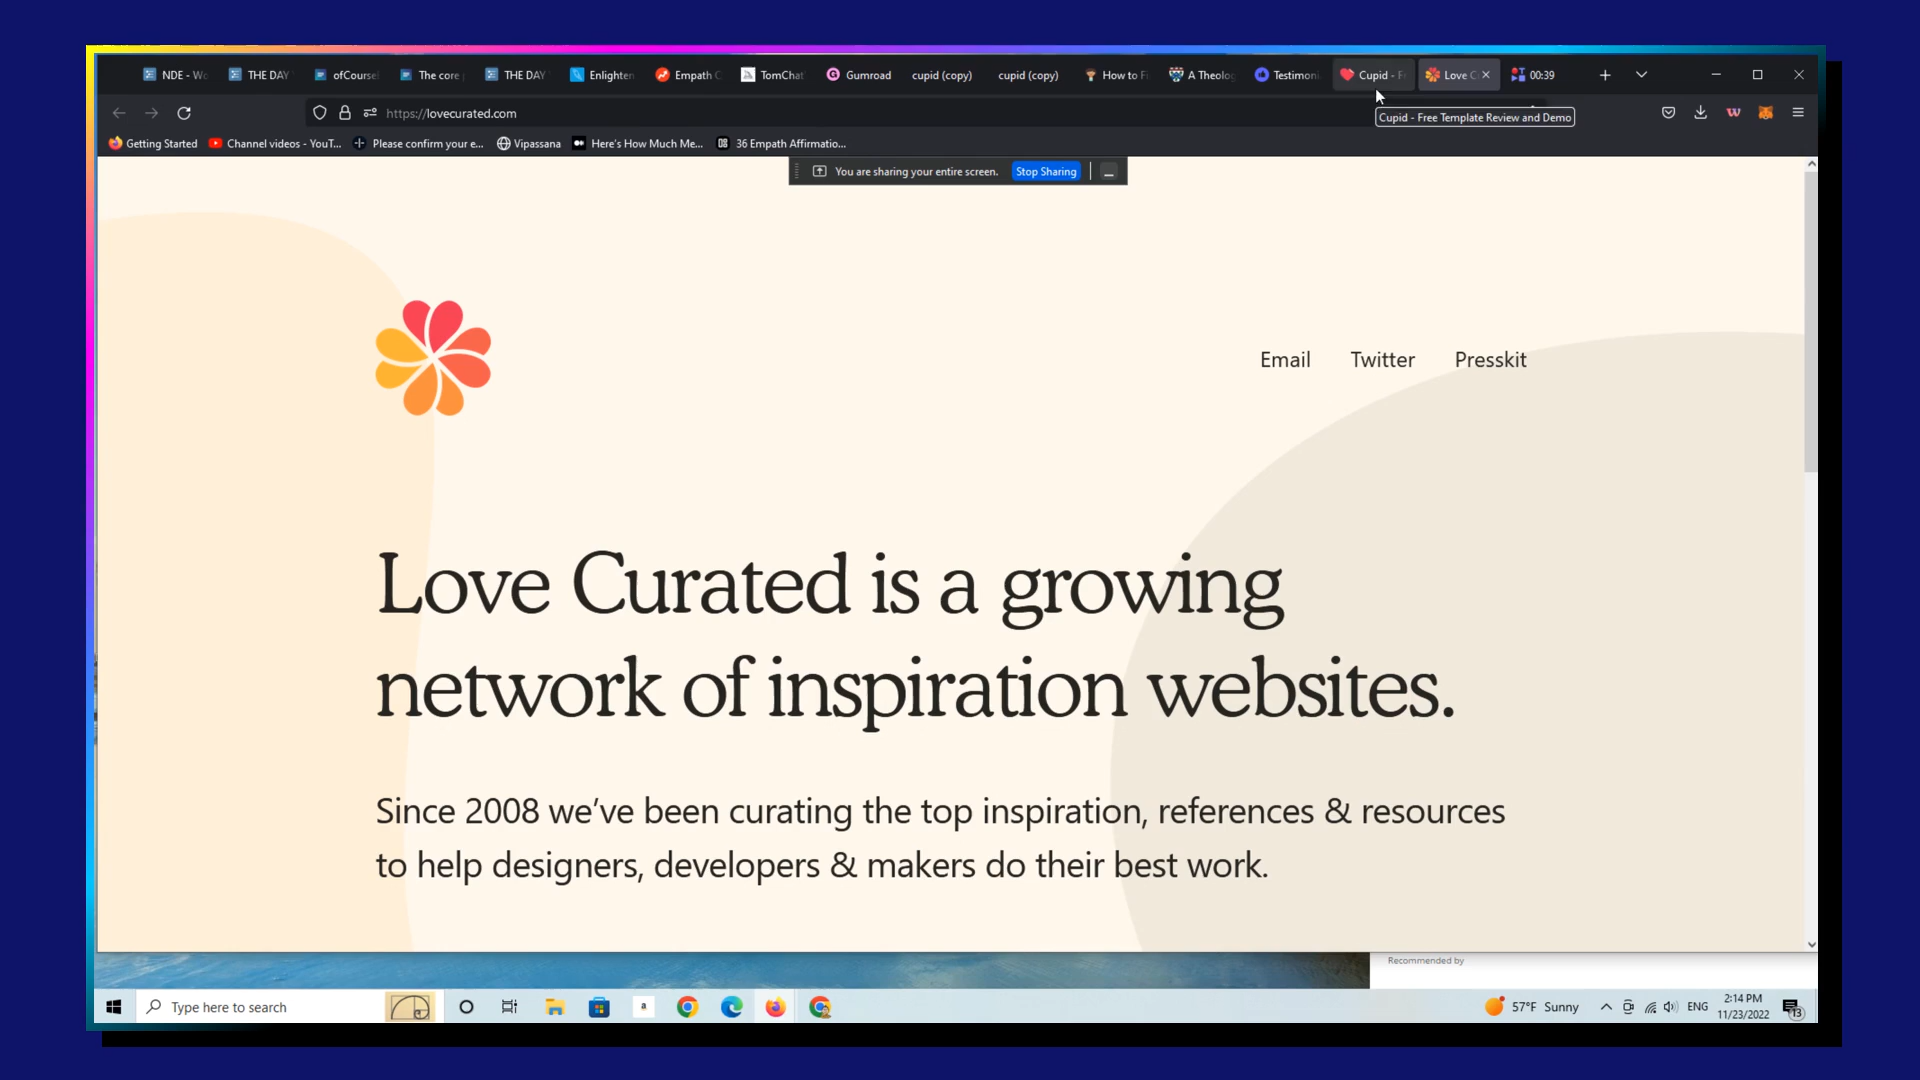 NDE - Wo
THE DAY
ofCourse
The core
THE DAY
Enlighten
Empath C
TomChat
Gumroad
cupid (copy)
cupid (copy)
How to F
A Theolog
Testimoni
Cupid - F
Love C
00:39
https://lovecurated.com
Cupid - Free Template Review and Demo
Getting Started
Channel videos - YouT...
Please confirm your e...
Vipassana
Here's How Much Me...
36 Empath Affirmatio...
You are sharing your entire screen.
Stop Sharing
Email
Twitter
Presskit
Love Curated is a growing
network of inspiration websites.
Since 2008 we’ve been curating the top inspiration, references & resources
to help designers, developers & makers do their best work.
Recommended by
Type here to search
57°F Sunny
ENG
2:14 PM
11/23/2022
13